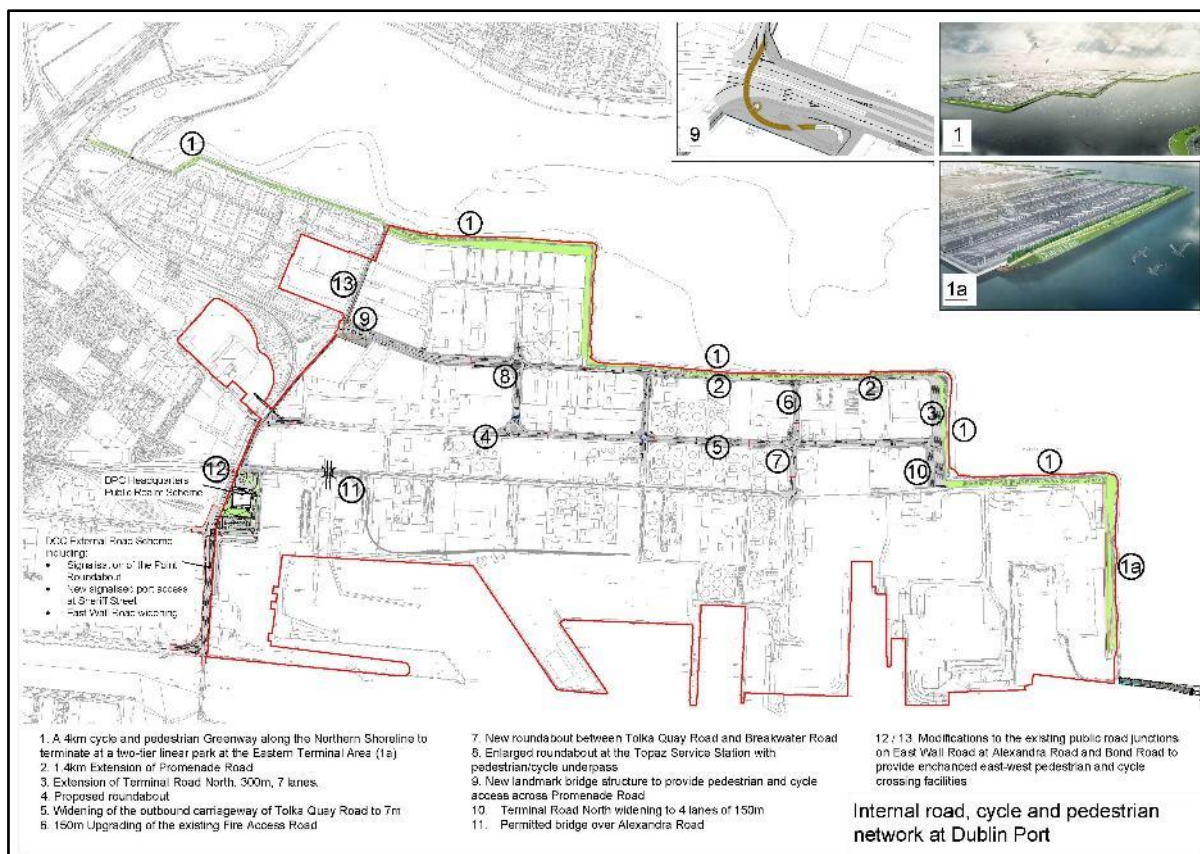 9
1
1a
1
1
13
9
8
1
2
6
2
3
1
4
5
7
10
1
12
11
1a
DPC Headquarters
Public Realm Scheme
DCC External Road Scheme
including:
• Signalisation of the Point
Roundabout
• New signalised port access
at Sheriff Street
• East Wall Road widening
1. A 4km cycle and pedestrian Greenway along the Northern Shoreline to
terminate at a two-tier linear park at the Eastern Terminal Area (1a)
2. 1.4km Extension of Promenade Road
3. Extension of Terminal Road North, 300m, 7 lanes.
4. Proposed roundabout
5. Widening of the outbound carriageway of Tolka Quay Road to 7m
6. 150m Upgrading of the existing Fire Access Road
7. New roundabout between Tolka Quay Road and Breakwater Road
8. Enlarged roundabout at the Topaz Service Station with
pedestrian/cycle underpass
9. New landmark bridge structure to provide pedestrian and cycle
access across Promenade Road
10. Terminal Road North widening to 4 lanes of 150m
11. Permitted bridge over Alexandra Road
12 / 13. Modifications to the existing public road junctions
on East Wall Road at Alexandra Road and Bond Road to
provide enchanced east-west pedestrian and cycle
crossing facilities
Internal road, cycle and pedestrian
network at Dublin Port